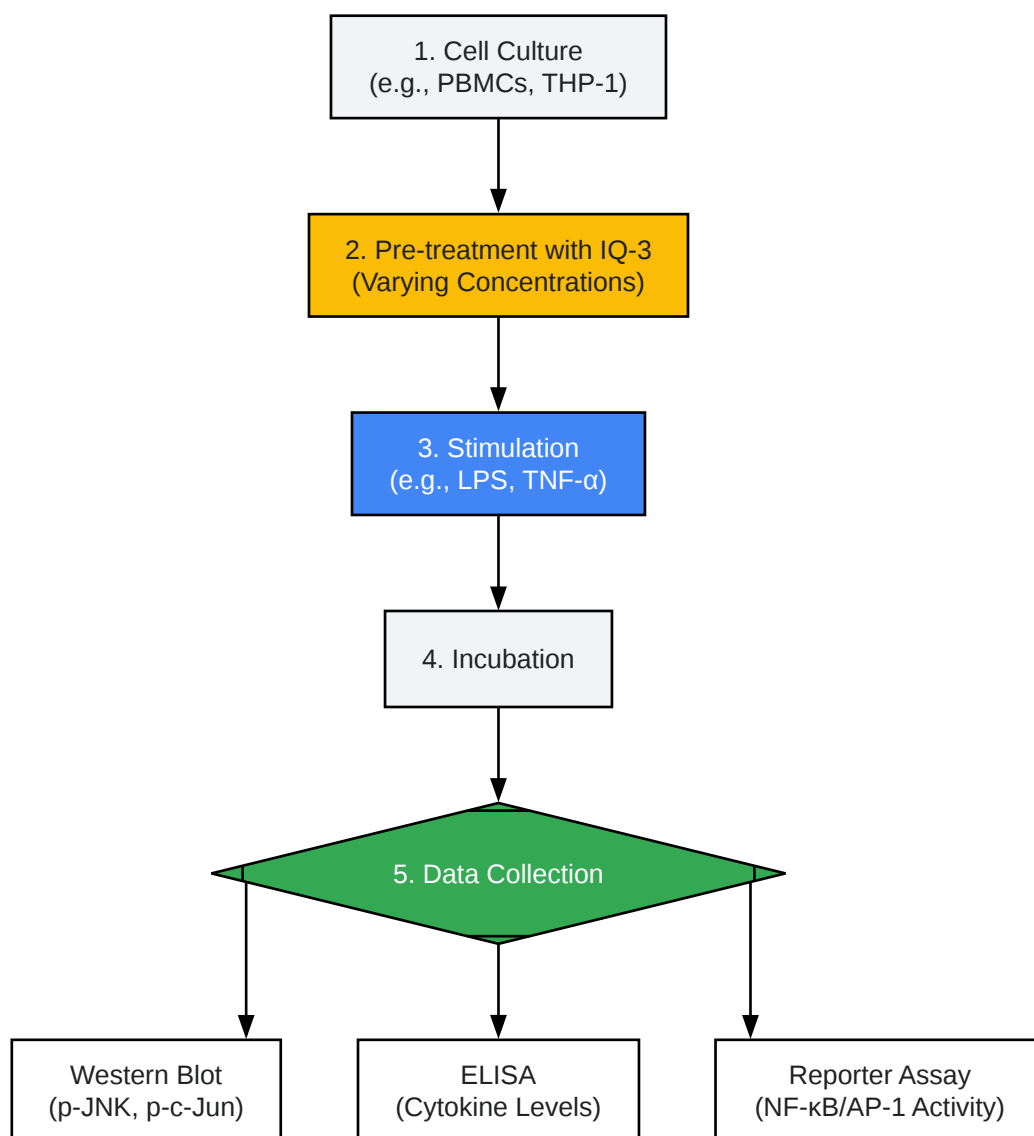 1. Cell Culture
(e.g., PBMCs, THP-1)
2. Pre-treatment with IQ-3
(Varying Concentrations)
3. Stimulation
(e.g., LPS, TNF-α)
4. Incubation
5. Data Collection
Western Blot
(p-JNK, p-c-Jun)
ELISA
(Cytokine Levels)
Reporter Assay
(NF-κB/AP-1 Activity)